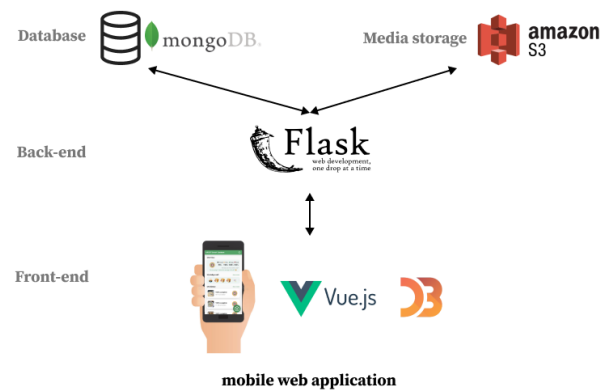 Database
mongoDB®
Media storage
amazon
S3
Back-end
Flask
web development,
one drop at a time
Front-end
Vue.js
D3
mobile web application